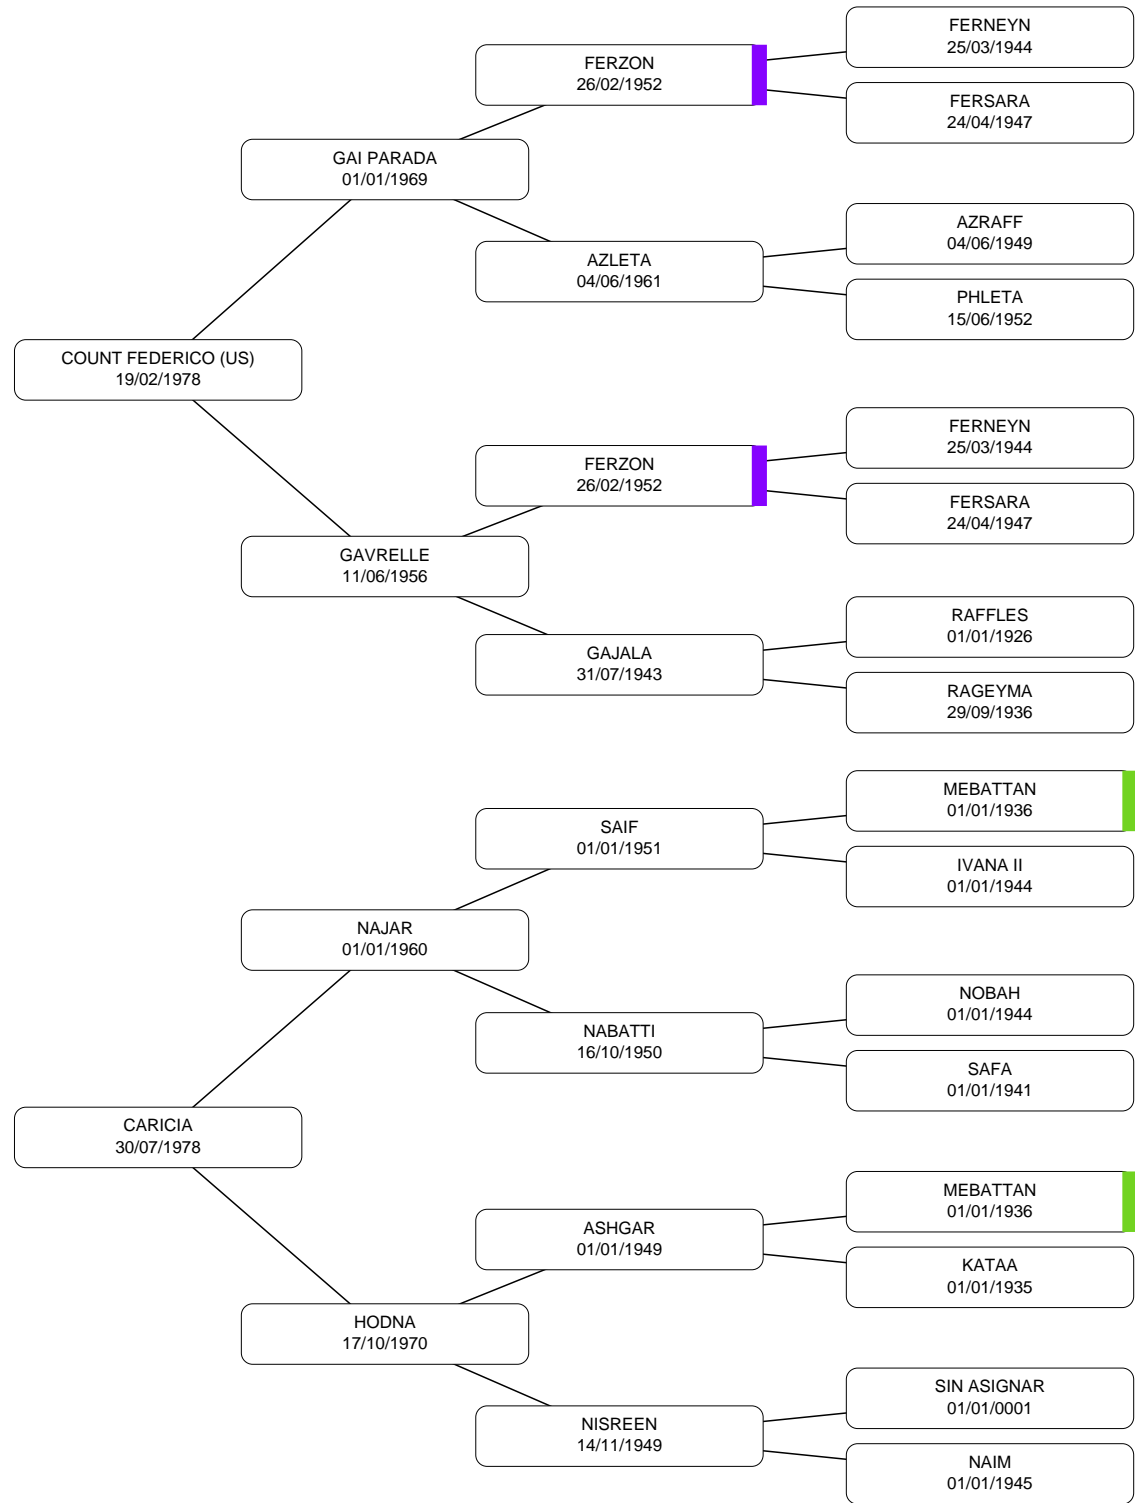 FERNEYN
25/03/1944
FERZON
26/02/1952
FERSARA
24/04/1947
GAI PARADA
01/01/1969
AZRAFF
04/06/1949
AZLETA
04/06/1961
PHLETA
15/06/1952
COUNT FEDERICO (US)
19/02/1978
FERNEYN
25/03/1944
FERZON
26/02/1952
FERSARA
24/04/1947
GAVRELLE
11/06/1956
RAFFLES
01/01/1926
GAJALA
31/07/1943
RAGEYMA
29/09/1936
MEBATTAN
01/01/1936
SAIF
01/01/1951
IVANA II
01/01/1944
NAJAR
01/01/1960
NOBAH
01/01/1944
NABATTI
16/10/1950
SAFA
01/01/1941
CARICIA
30/07/1978
MEBATTAN
01/01/1936
ASHGAR
01/01/1949
KATAA
01/01/1935
HODNA
17/10/1970
SIN ASIGNAR
01/01/0001
NISREEN
14/11/1949
NAIM
01/01/1945